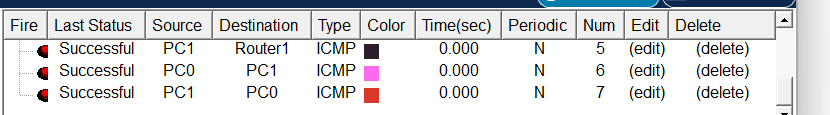 Fire Last Status Source Destination Type Color Time(sec) Periodic Num Edit Delete
Successful PC1 Router1 ICMP 0.000 N 5 (edit) (delete)
Successful PC0 PC1 ICMP 0.000 N 6 (edit) (delete)
Successful PC1 PC0 ICMP 0.000 N 7 (edit) (delete)